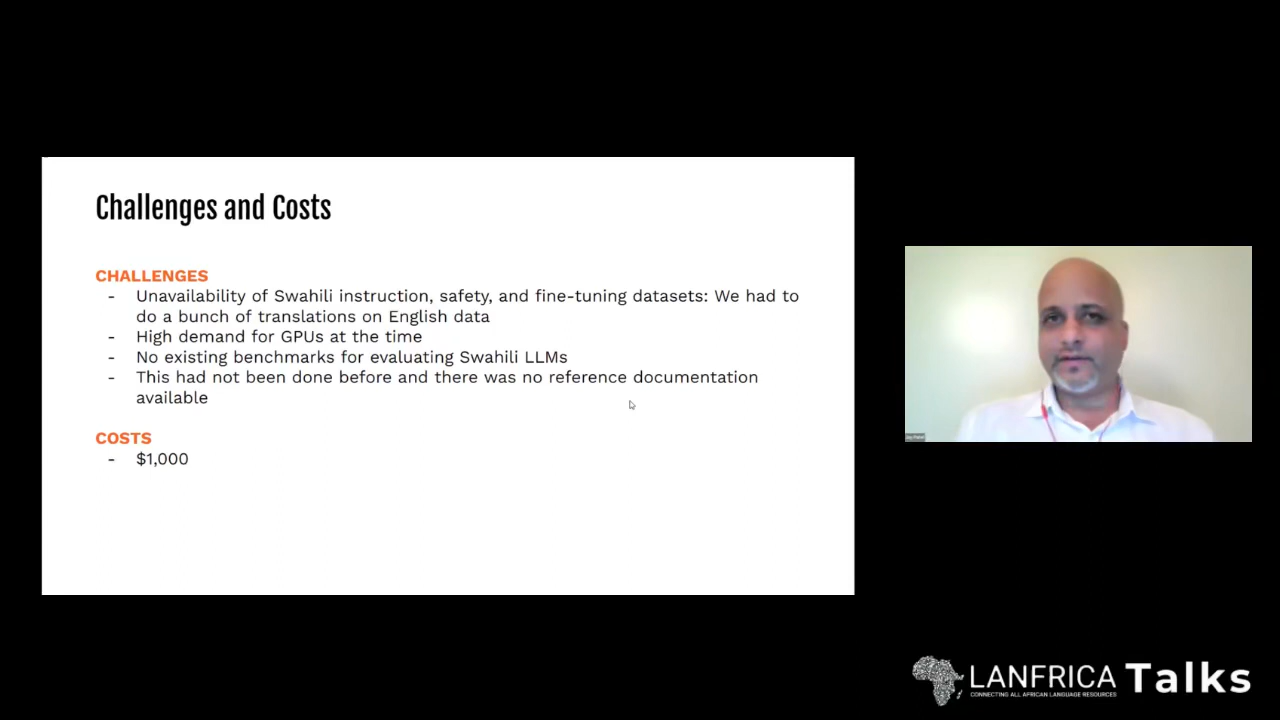 Challenges and Costs
CHALLENGES
- Unavailability of Swahili instruction, safety, and fine-tuning datasets: We had to
do a bunch of translations on English data
- High demand for GPUs at the time
- No existing benchmarks for evaluating Swahili LLMs
- This had not been done before and there was no reference documentation
available
COSTS
- $1,000
LANFRICA Talks
CONNECTING ALL AFRICAN LANGUAGE RESOURCES